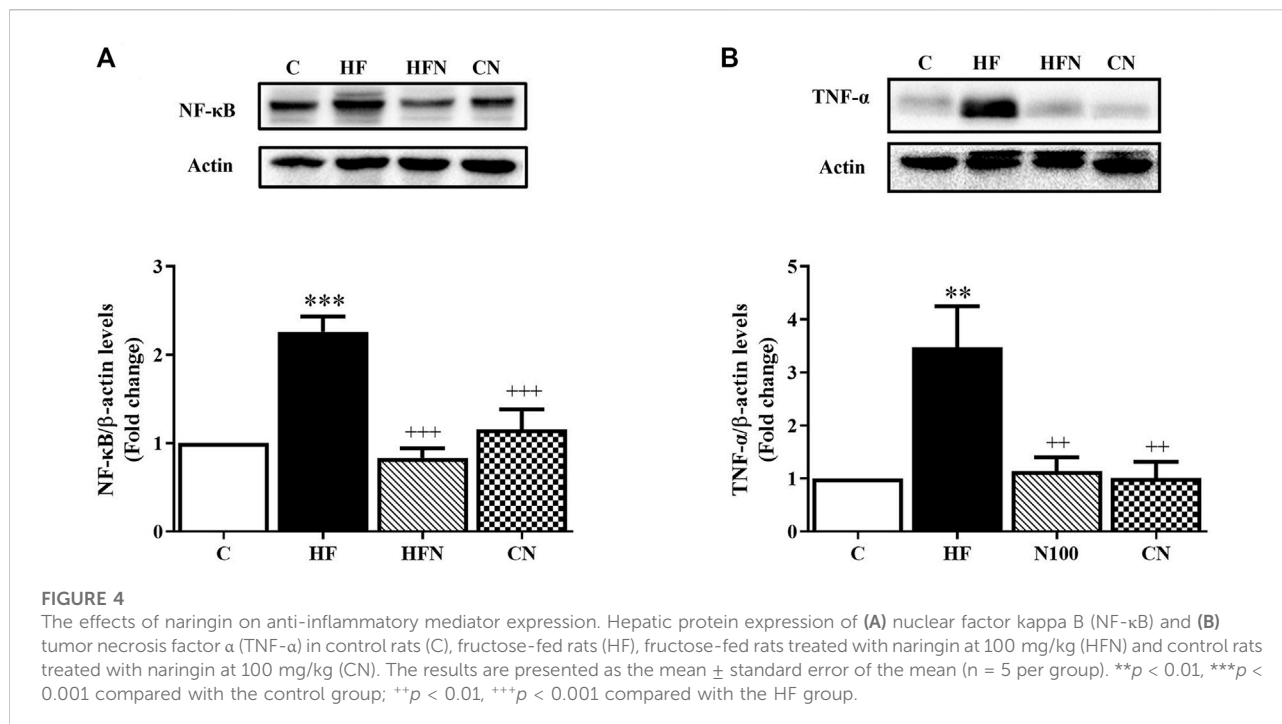 A
C HF HFN CN
NF-κB
Actin
NF-κB/β-actin levels
(Fold change)
3
2
1
0
***
+++
+++
C HF HFN CN
B
C HF HFN CN
TNF-α
Actin
TNF-α/β-actin levels
(Fold change)
5
4
3
2
1
0
**
++
++
C HF N100 CN
FIGURE 4
The effects of naringin on anti-inflammatory mediator expression. Hepatic protein expression of (A) nuclear factor kappa B (NF-κB) and (B)
tumor necrosis factor α (TNF-α) in control rats (C), fructose-fed rats (HF), fructose-fed rats treated with naringin at 100 mg/kg (HFN) and control rats
treated with naringin at 100 mg/kg (CN). The results are presented as the mean ± standard error of the mean (n = 5 per group). **p < 0.01, ***p <
0.001 compared with the control group; ++p < 0.01, +++p < 0.001 compared with the HF group.